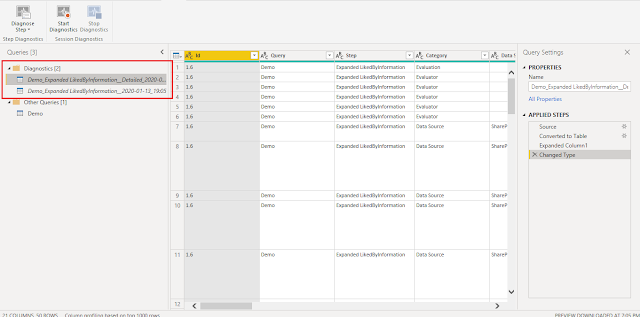 Diagnose Start Stop
Step Diagnostics Diagnostics
Step Diagnostics Session Diagnostics
Queries [3]
Diagnostics [2]
Demo_Expanded LikedByInformation__Detailed_2020-0...
Demo_Expanded LikedByInformation__2020-01-13_19:05
Other Queries [1]
Demo
Id Query Step Category Data S
1 1.6 Demo Expanded LikedByInformation Evaluation
2 1.6 Demo Expanded LikedByInformation Evaluator
3 1.6 Demo Expanded LikedByInformation Evaluator
4 1.6 Demo Expanded LikedByInformation Evaluator
5 1.6 Demo Expanded LikedByInformation Evaluator
6 1.6 Demo Expanded LikedByInformation Evaluator
7 1.6 Demo Expanded LikedByInformation Data Source ShareP
8 1.6 Demo Expanded LikedByInformation Data Source ShareP
9 1.6 Demo Expanded LikedByInformation Data Source ShareP
10 1.6 Demo Expanded LikedByInformation Data Source ShareP
11 1.6 Demo Expanded LikedByInformation Data Source ShareP
12
Query Settings
PROPERTIES
Name
Demo_Expanded LikedByInformation__De
All Properties
APPLIED STEPS
Source
Converted to Table
Expanded Column1
Changed Type
21 COLUMNS, 50 ROWS Column profiling based on top 1000 rows
PREVIEW DOWNLOADED AT 7:05 PM